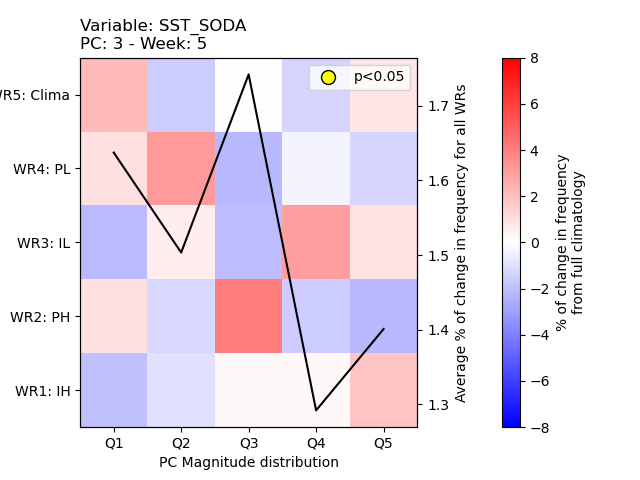 Variable: SST_SODA
PC: 3 - Week: 5
p<0.05
WR5: Clima
WR4: PL
WR3: IL
WR2: PH
WR1: IH
Q1 Q2 Q3 Q4 Q5
PC Magnitude distribution
1.7
1.6
1.5
1.4
1.3
Average % of change in frequency for all WRs
8
6
4
2
0
−2
−4
−6
−8
% of change in frequency
from full climatology